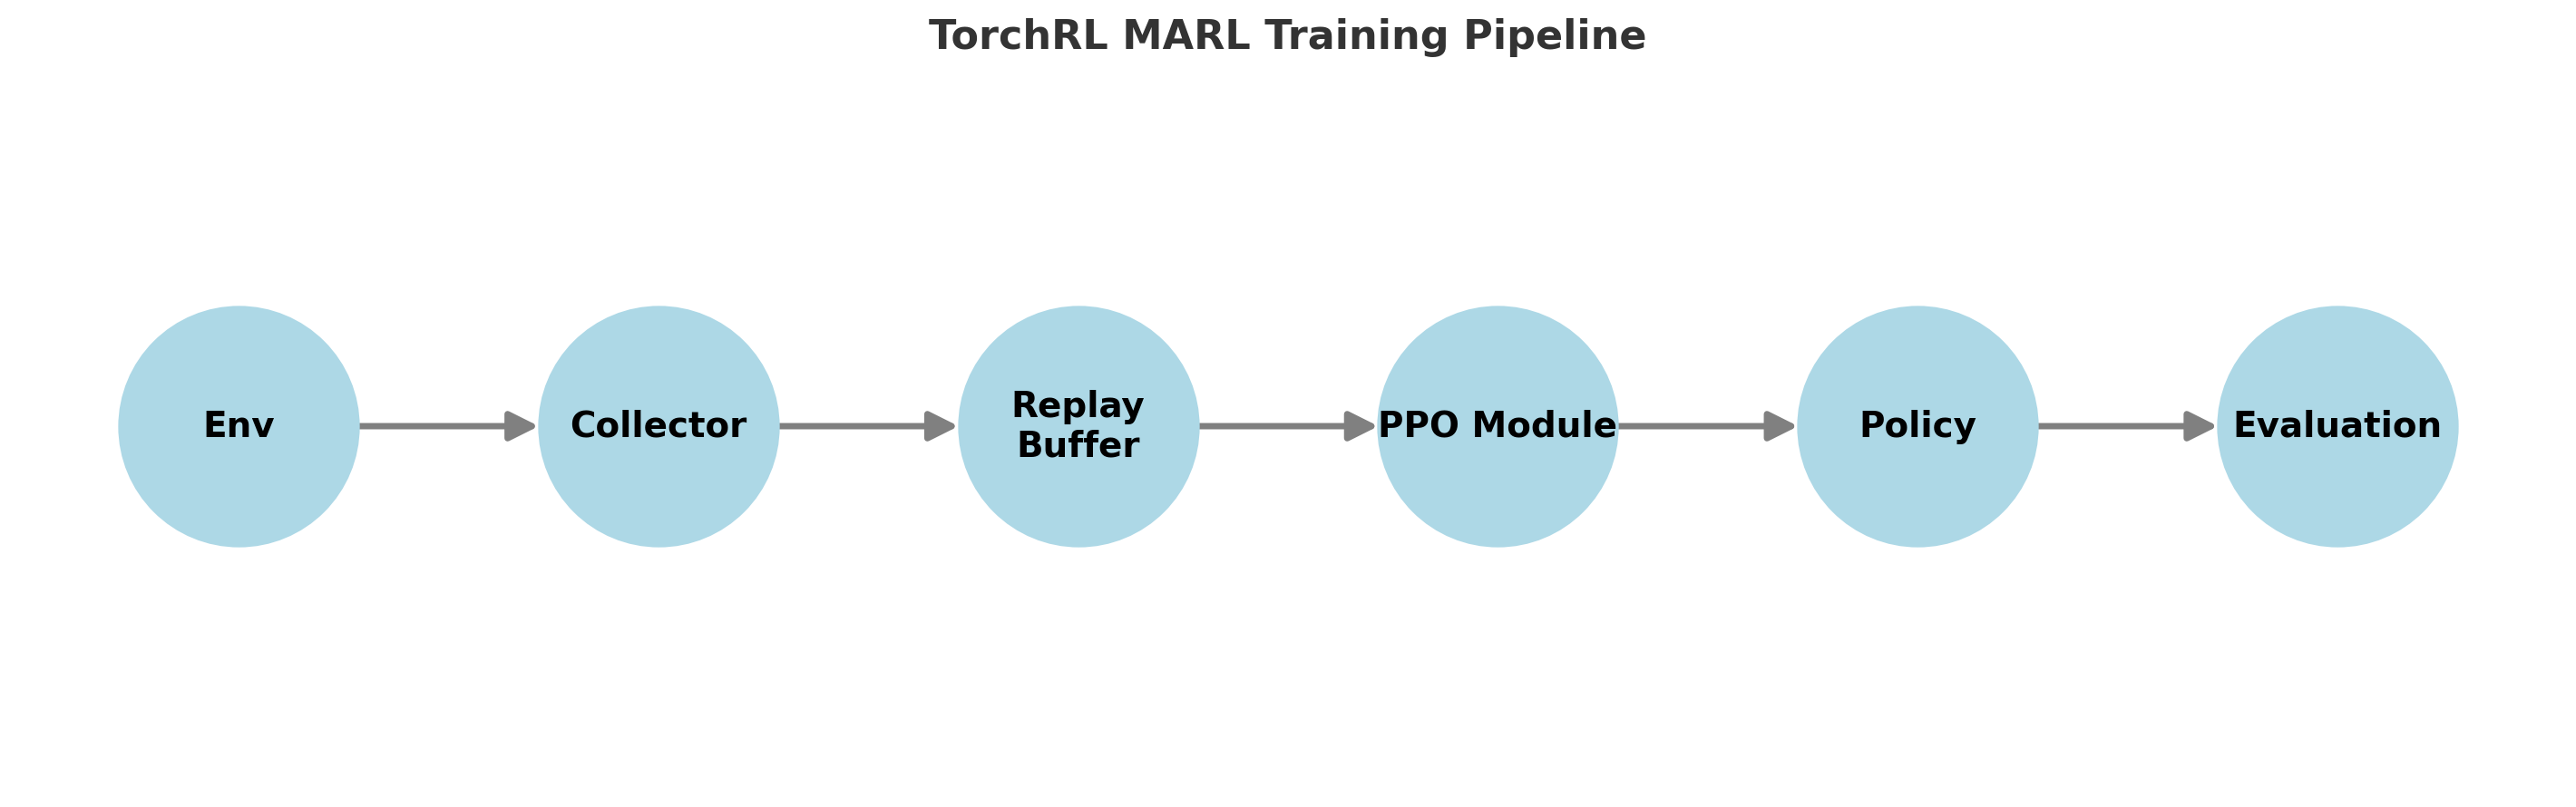 TorchRL MARL Training Pipeline
Env
Collector
Replay
Buffer
PPO Module
Policy
Evaluation